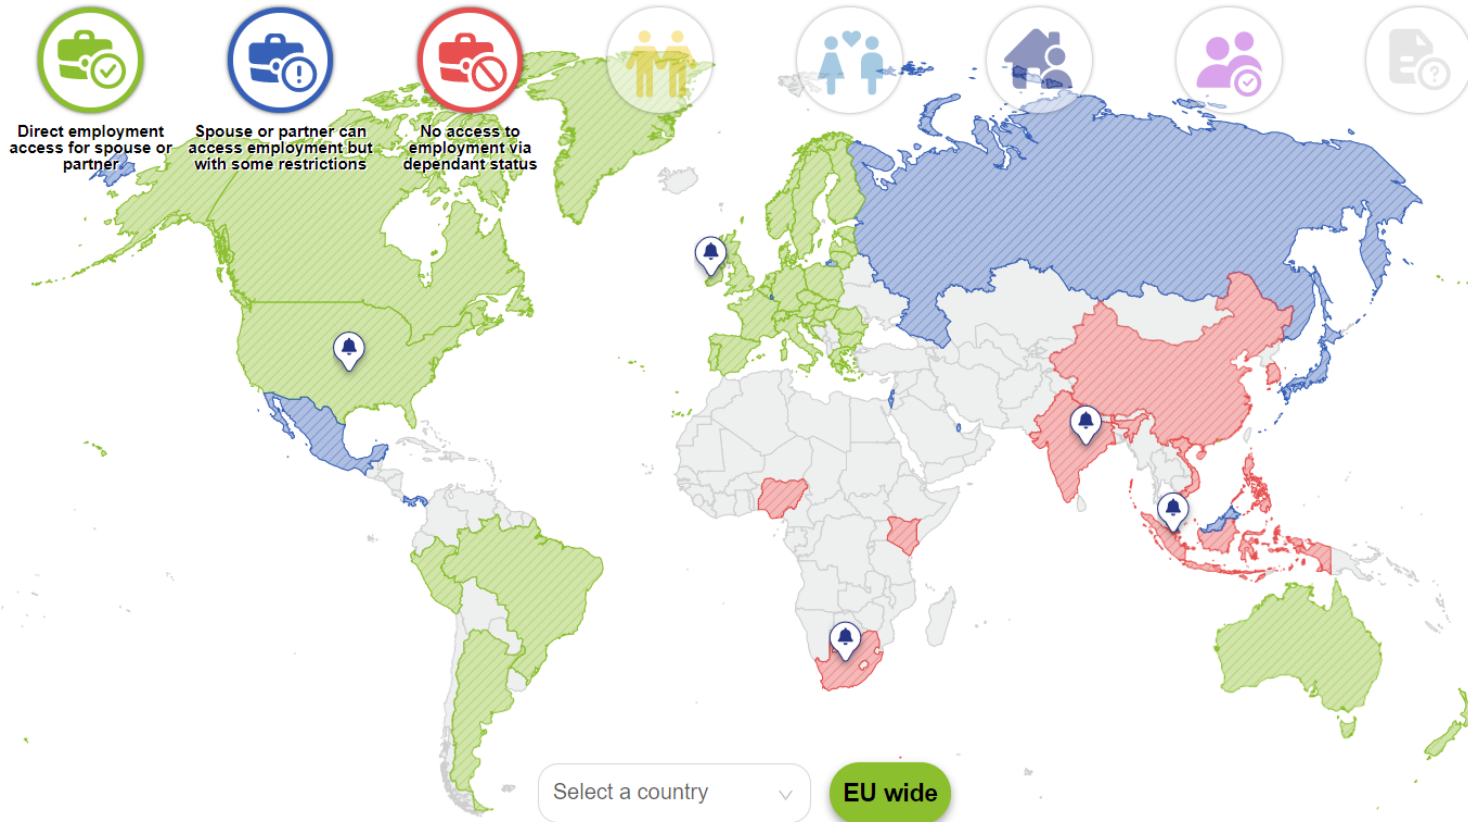 Direct employment
access for spouse or
partner
Spouse or partner can
access employment but
with some restrictions
No access to
employment via
dependant status
Select a country
EU wide